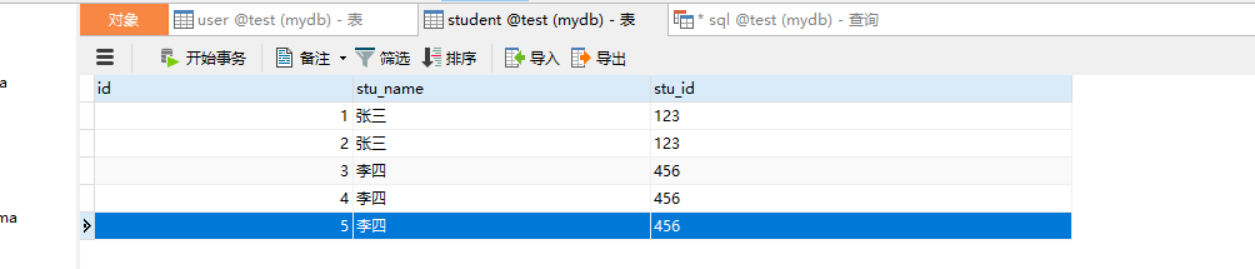 对象 user @test (mydb) - 表 student @test (mydb) - 表 * sql @test (mydb) - 查询
开始事务 备注 筛选 排序 导入 导出
a
id stu_name stu_id
1 张三 123
2 张三 123
3 李四 456
4 李四 456
ma
5 李四 456